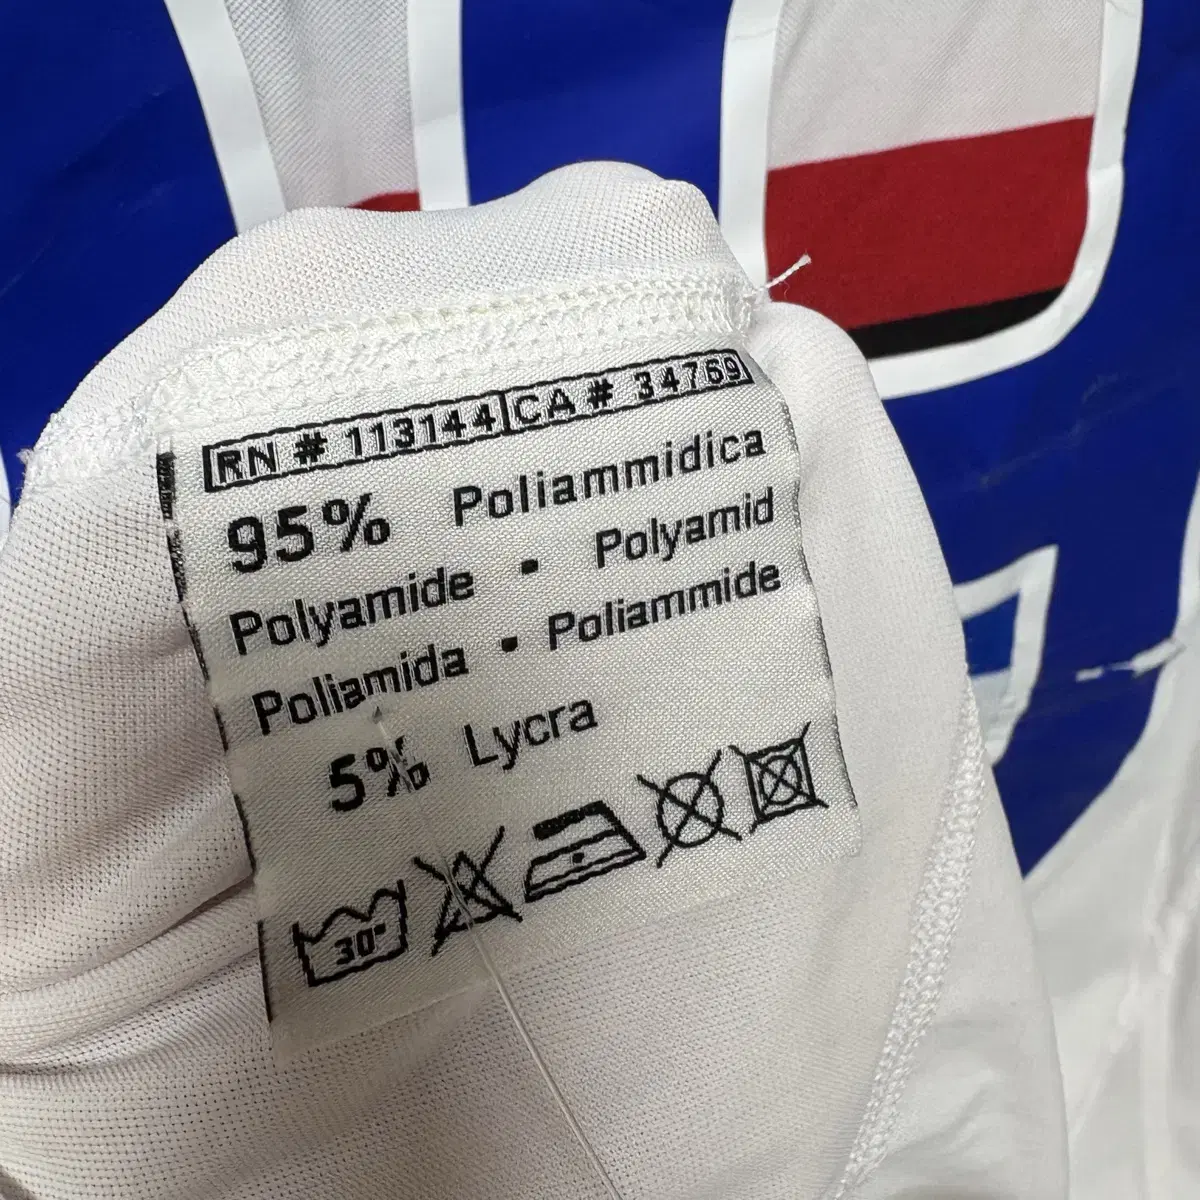 RN # 113144 CA # 34769
95% Poliammidica
Polyamide • Polyamid
Poliamida • Poliammide
5% Lycra
30°